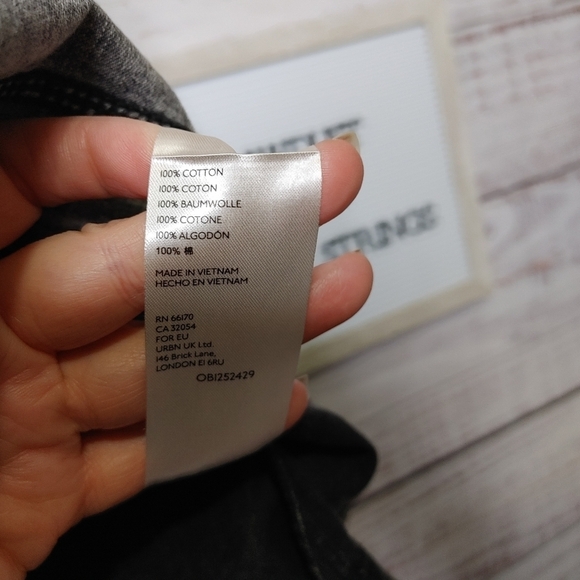 100% COTTON
100% COTON
100% BAUMWOLLE
100% COTONE
100% ALGODÓN
100% 棉
MADE IN VIETNAM
HECHO EN VIETNAM
RN 66170
CA 32054
FOR EU
URBN UK Ltd.
146 Brick Lane,
LONDON E1 6RU
OB1252429
STRINGS